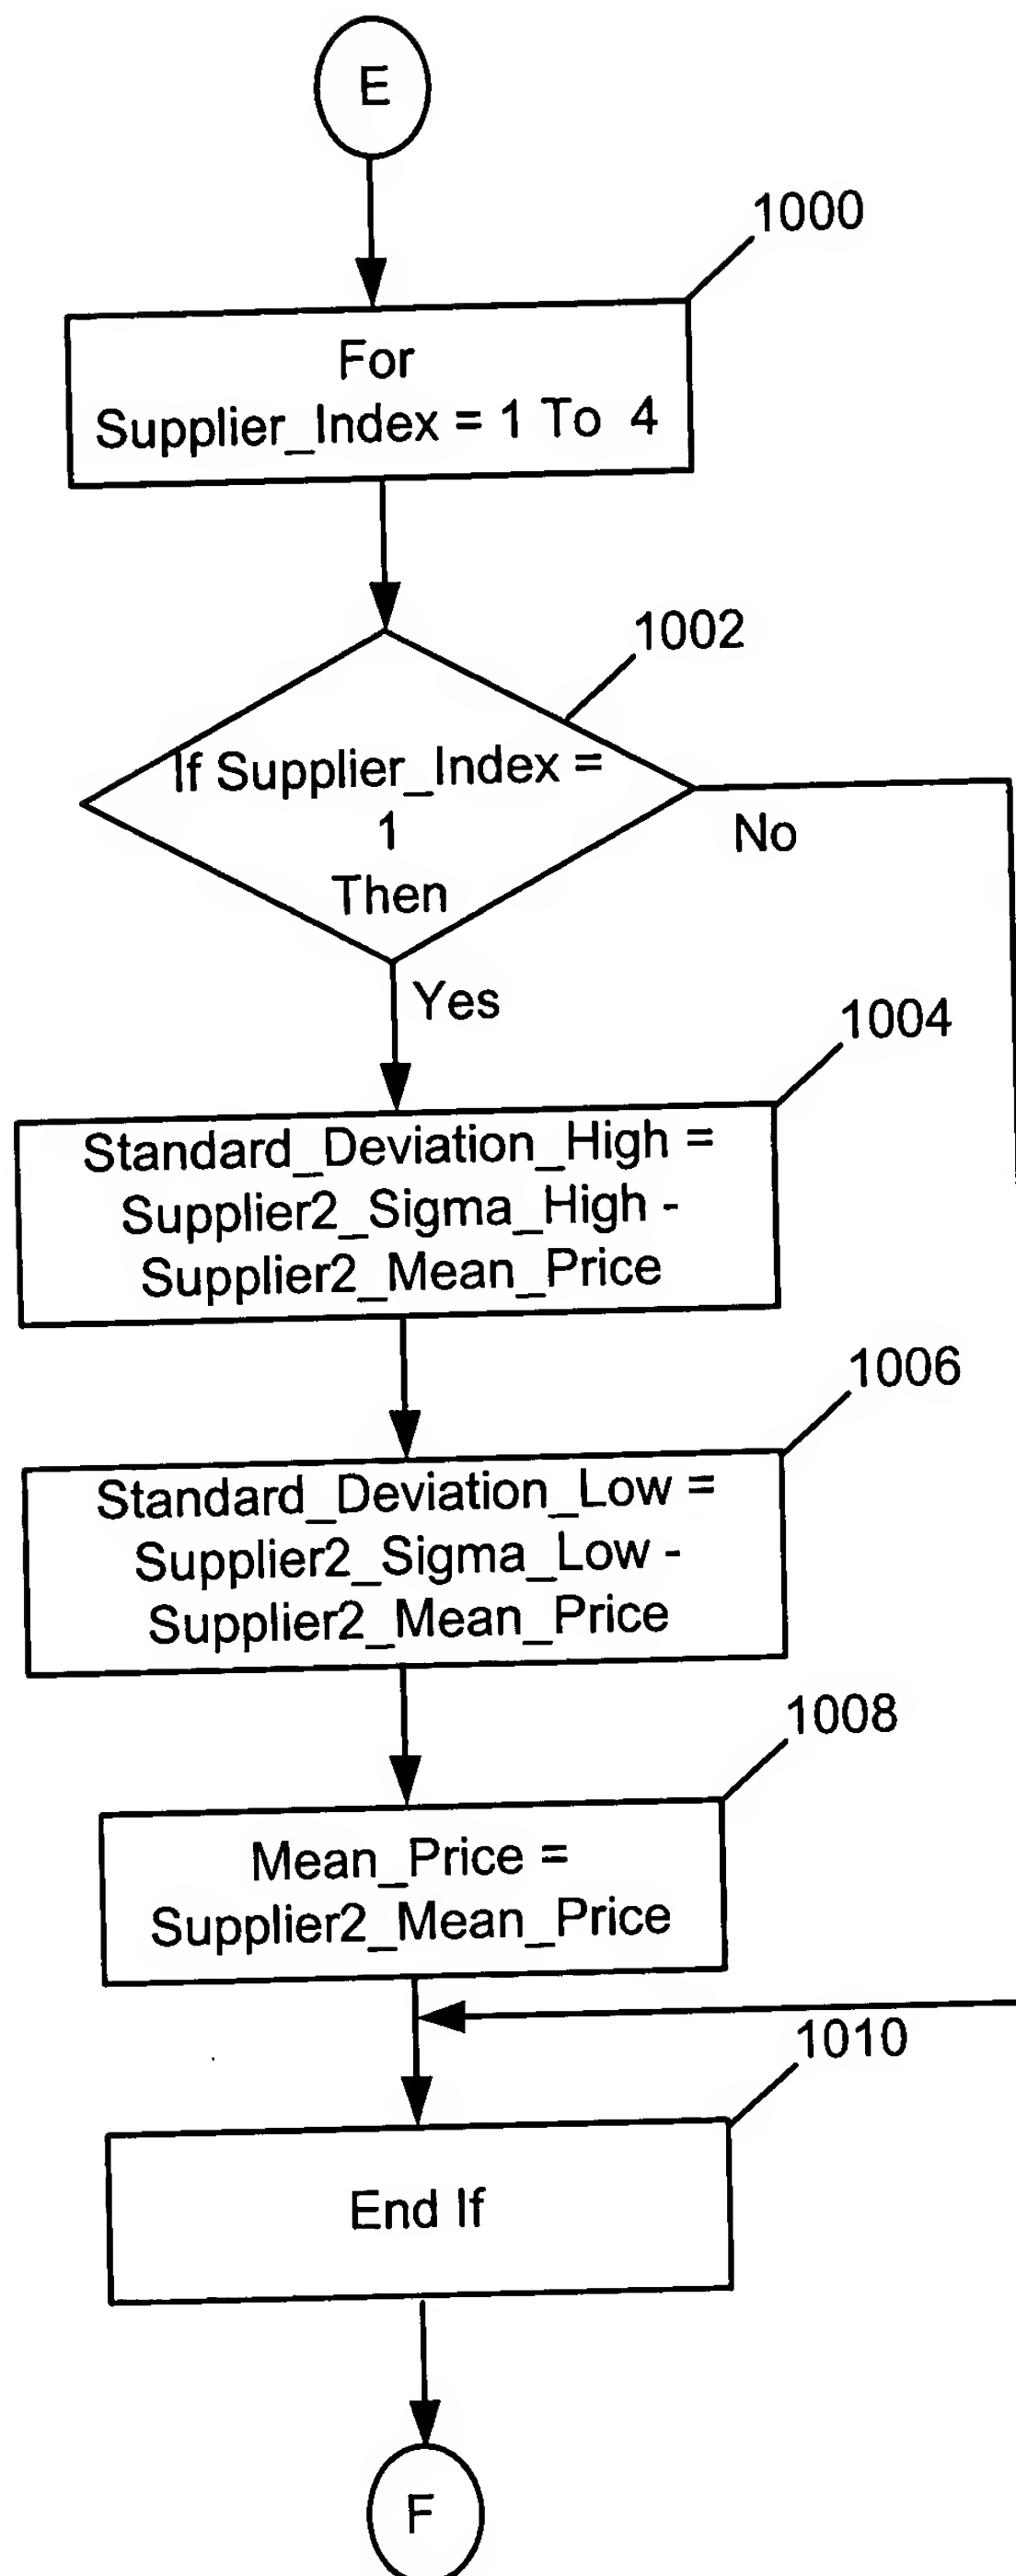 E
1000
For
Supplier_Index = 1 To 4
1002
If Supplier_Index =
1
Then
No
Yes
1004
Standard_Deviation_High =
Supplier2_Sigma_High -
Supplier2_Mean_Price
1006
Standard_Deviation_Low =
Supplier2_Sigma_Low -
Supplier2_Mean_Price
1008
Mean_Price =
Supplier2_Mean_Price
1010
End If
F